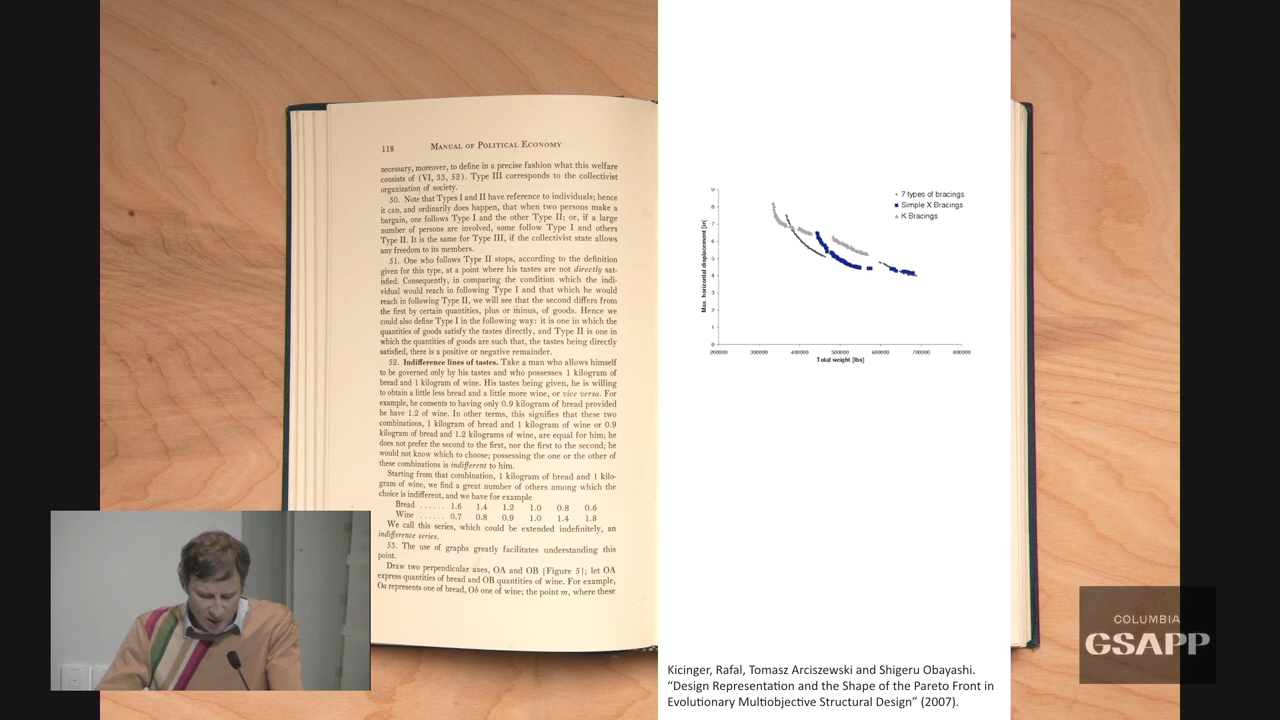 118 MANUAL OF POLITICAL ECONOMY
necessary, moreover, to define in a precise fashion what this welfare
consists of (VI, 33, 52). Type III corresponds to the collectivist
organization of society.
50. Note that Types I and II have reference to individuals; hence
it can, and ordinarily does happen, that when two persons make a
bargain, one follows Type I and the other Type II; or, if a large
number of persons are involved, some follow Type I and others
Type II. It is the same for Type III, if the collectivist state allows
any freedom to its members.
51. One who follows Type II stops, according to the definition
given for this type, at a point where his tastes are not directly sat-
isfied. Consequently, in comparing the condition which the indi-
vidual would reach in following Type I and that which he would
reach in following Type II, we will see that the second differs from
the first by certain quantities, plus or minus, of goods. Hence we
could also define Type I in the following way: it is one in which the
quantities of goods satisfy the tastes directly, and Type II is one in
which the quantities of goods are such that, the tastes being directly
satisfied, there is a positive or negative remainder.
52. Indifference lines of tastes. Take a man who allows himself
to be governed only by his tastes and who possesses 1 kilogram of
bread and 1 kilogram of wine. His tastes being given, he is willing
to obtain a little less bread and a little more wine, or vice versa. For
example, he consents to having only 0.9 kilogram of bread provided
he have 1.2 of wine. In other terms, this signifies that these two
combinations, 1 kilogram of bread and 1 kilogram of wine or 0.9
kilogram of bread and 1.2 kilograms of wine, are equal for him; he
does not prefer the second to the first, nor the first to the second; he
would not know which to choose; possessing the one or the other of
these combinations is indifferent to him.
Starting from that combination, 1 kilogram of bread and 1 kilo-
gram of wine, we find a great number of others among which the
choice is indifferent, and we have for example
Bread ...... 1.6 1.4 1.2 1.0 0.8 0.6
Wine ...... 0.7 0.8 0.9 1.0 1.4 1.8
We call this series, which could be extended indefinitely, an
indifference series.
53. The use of graphs greatly facilitates understanding this
point.
Draw two perpendicular axes, OA and OB [Figure 5]; let OA
express quantities of bread and OB quantities of wine. For example,
Oa represents one of bread, Ob one of wine; the point m, where these
7 types of bracings
Simple X Bracings
K Bracings
Max. horizontal displacement [in]
9
8
7
6
5
4
3
2
1
0
200000 300000 400000 500000 600000 700000 800000
Total weight [lbs]
Kicinger, Rafal, Tomasz Arciszewski and Shigeru Obayashi.
“Design Representation and the Shape of the Pareto Front in
Evolutionary Multiobjective Structural Design” (2007).
COLUMBIA
GSAPP